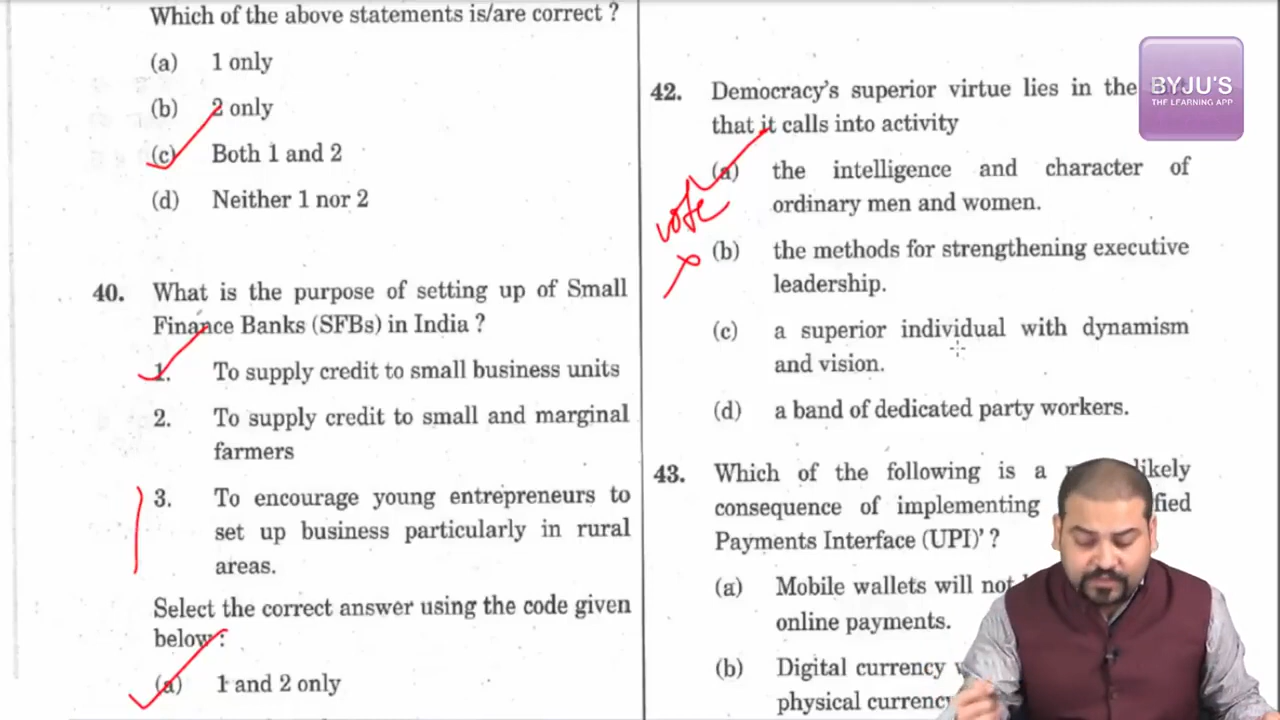 Which of the above statements is/are correct ?
(a) 1 only
(b) 2 only
(c) Both 1 and 2
(d) Neither 1 nor 2
40. What is the purpose of setting up of Small
Finance Banks (SFBs) in India ?
1. To supply credit to small business units
2. To supply credit to small and marginal
farmers
3. To encourage young entrepreneurs to
set up business particularly in rural
areas.
Select the correct answer using the code given
below :
(a) 1 and 2 only
42. Democracy's superior virtue lies in the
that it calls into activity
(a) the intelligence and character of
ordinary men and women.
vote
(b) the methods for strengthening executive
leadership.
(c) a superior individual with dynamism
and vision.
(d) a band of dedicated party workers.
43. Which of the following is a likely
consequence of implementing
Payments Interface (UPI)' ?
(a) Mobile wallets will not
online payments.
(b) Digital currency
physical currency
BYJU'S
THE LEARNING APP